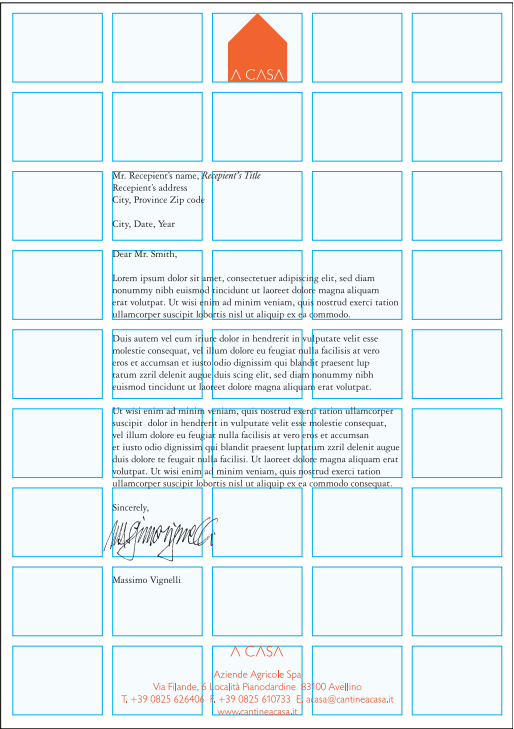 A CASA
Mr. Recepient's name, Recepient's Title
Recepient's address
City, Province Zip code
City, Date, Year
Dear Mr. Smith,
Lorem ipsum dolor sit amet, consectetuer adipiscing elit, sed diam
nonummy nibh euismod tincidunt ut laoreet dolore magna aliquam
erat volutpat. Ut wisi enim ad minim veniam, quis nostrud exerci tation
ullamcorper suscipit lobortis nisl ut aliquip ex ea commodo.
Duis autem vel eum iriure dolor in hendrerit in vulputate velit esse
molestie consequat, vel illum dolore eu feugiat nulla facilisis at vero
eros et accumsan et iusto odio dignissim qui blandit praesent lup-
tatum zzril delenit augue duis scing elit, sed diam nonummy nibh
euismod tincidunt ut laoreet dolore magna aliquam erat volutpat.
Ut wisi enim ad minim veniam, quis nostrud exerci tation ullamcorper
suscipit dolor in hendrerit in vulputate velit esse molestie consequat,
vel illum dolore eu feugiat nulla facilisis at vero eros et accumsan
et iusto odio dignissim qui blandit praesent luptatum zzril delenit augue
duis dolore te feugait nulla facilisi. Ut laoreet dolore magna aliquam erat
volutpat. Ut wisi enim ad minim veniam, quis nostrud exerci tation
ullamcorper suscipit lobortis nisl ut aliquip ex ea commodo consequat.
Sincerely,
Massimo Vignelli
A CASA
Aziende Agricole Spa
Via Filande, 6 Località Pianodardine 83100 Avellino
T. +39 0825 626406 F. +39 0825 610733 E. acasa@cantineacasa.it
www.cantineacasa.it